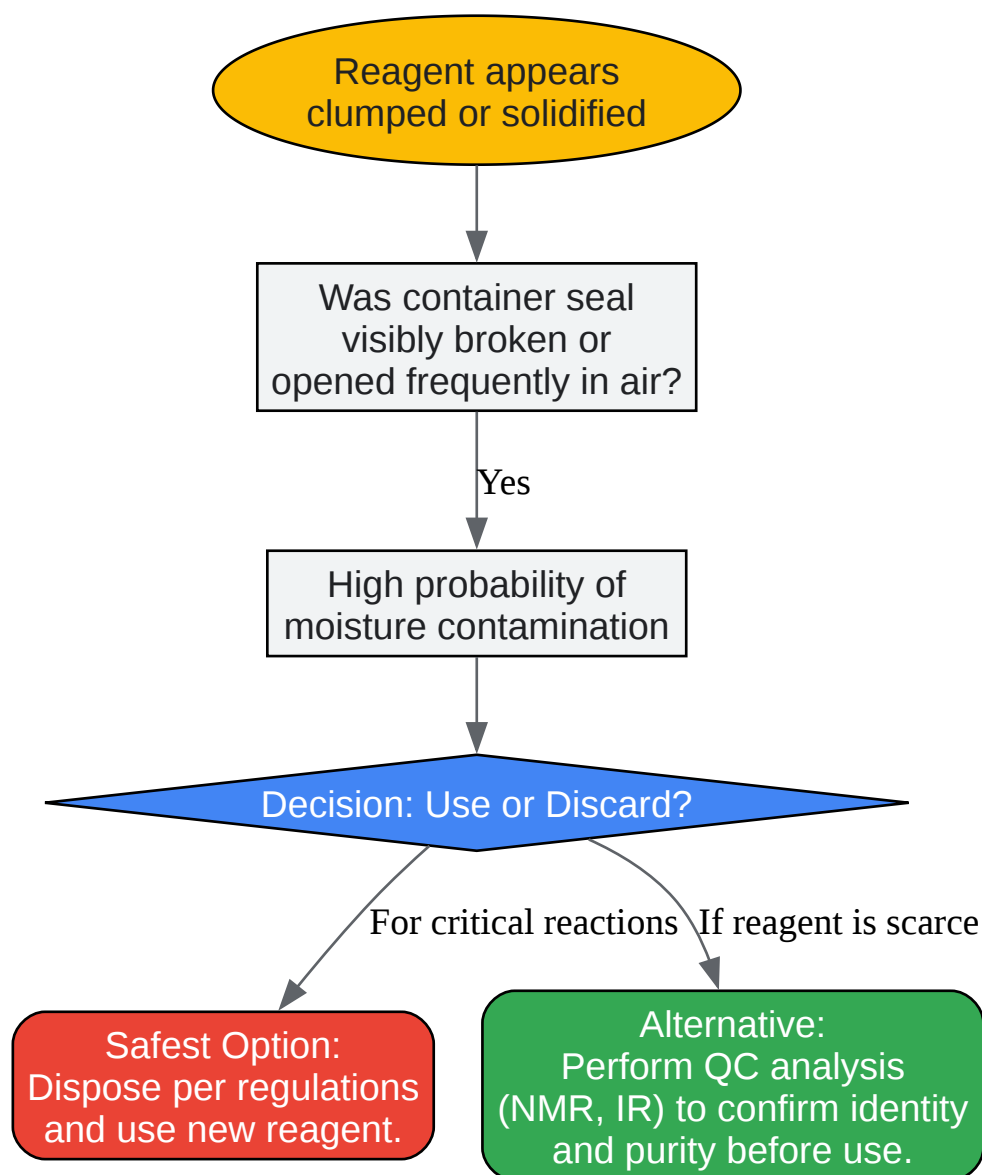 Reagent appears
clumped or solidified
Was container seal
visibly broken or
opened frequently in air?
Yes
High probability of
moisture contamination
Decision: Use or Discard?
For critical reactions
If reagent is scarce
Safest Option:
Dispose per regulations
and use new reagent.
Alternative:
Perform QC analysis
(NMR, IR) to confirm identity
and purity before use.